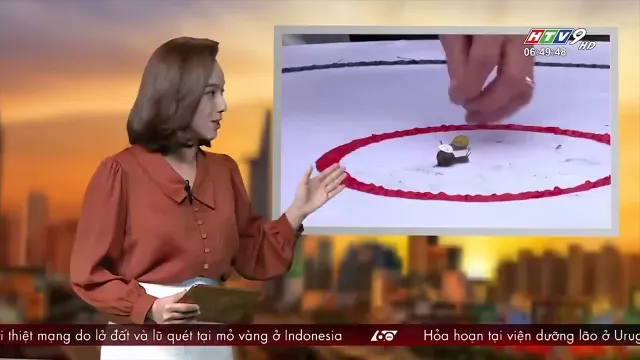 HTV9 HD
06:49:48
i thiệt mạng do lở đất và lũ quét tại mỏ vàng ở Indonesia 60 Hỏa hoạn tại viện dưỡng lão ở Urug